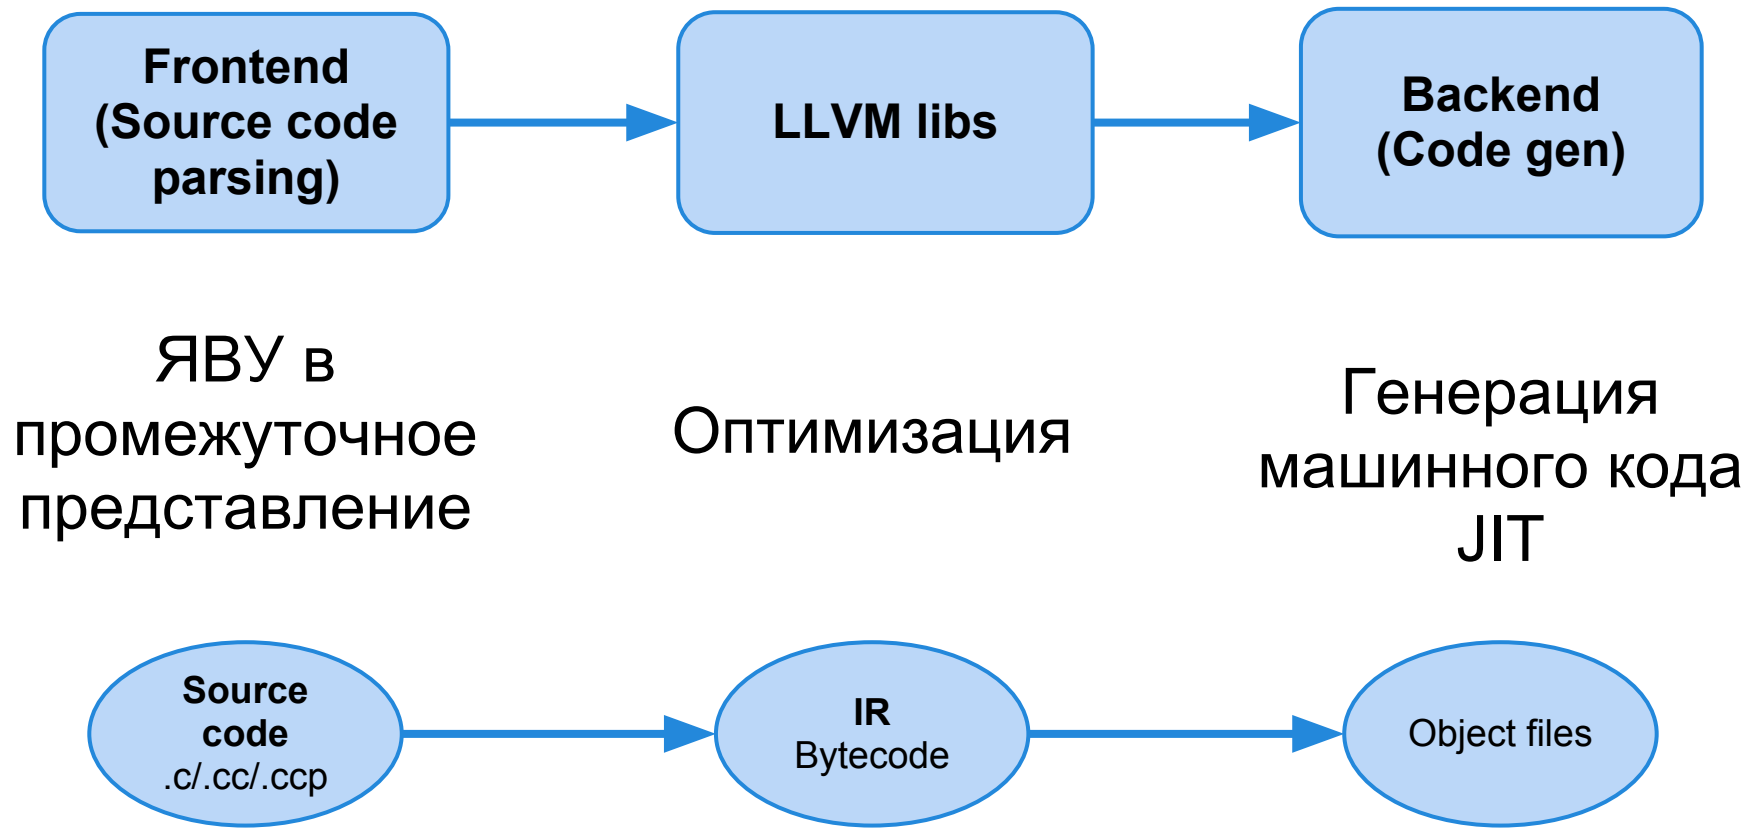 Frontend
(Source code
parsing)
LLVM libs
Backend
(Code gen)
ЯВУ в
промежуточное
представление
Оптимизация
Генерация
машинного кода
JIT
Source
code
.c/.cc/.ccp
IR
Bytecode
Object files